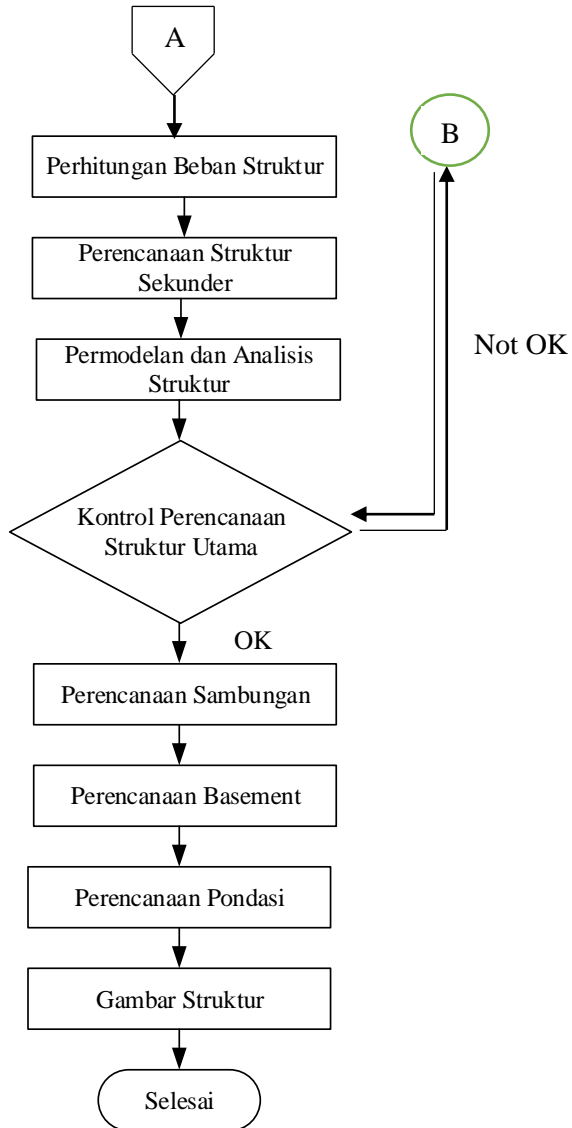 A
B
Perhitungan Beban Struktur
Perencanaan Struktur
Sekunder
Permodelan dan Analisis
Struktur
Not OK
Kontrol Perencanaan
Struktur Utama
OK
Perencanaan Sambungan
Perencanaan Basement
Perencanaan Pondasi
Gambar Struktur
Selesai